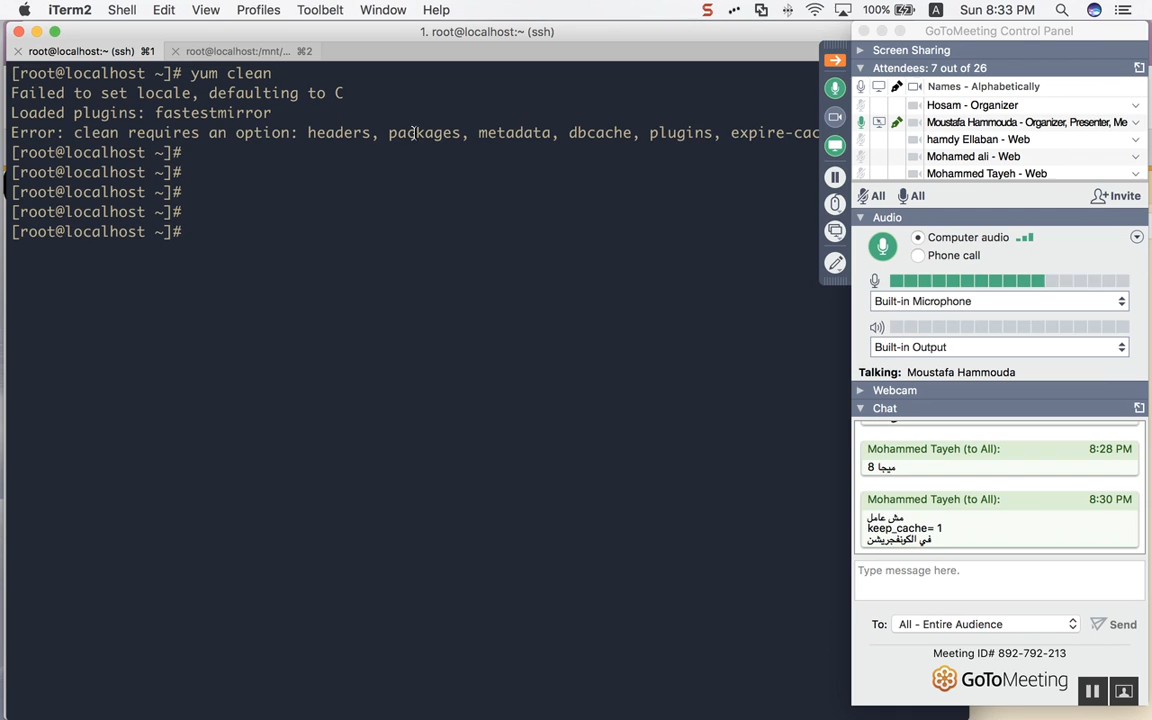 iTerm2 Shell Edit View Profiles Toolbelt Window Help
100% A Sun 8:33 PM
1. root@localhost:~ (ssh)
root@localhost:~ (ssh) ⌘1
root@localhost:/mnt/... ⌘2
[root@localhost ~]# yum clean
Failed to set locale, defaulting to C
Loaded plugins: fastestmirror
Error: clean requires an option: headers, packages, metadata, dbcache, plugins, expire-cac
[root@localhost ~]#
[root@localhost ~]#
[root@localhost ~]#
[root@localhost ~]#
[root@localhost ~]#
GoToMeeting Control Panel
Screen Sharing
Attendees: 7 out of 26
Names - Alphabetically
Hosam - Organizer
Moustafa Hammouda - Organizer, Presenter, Me
hamdy Ellaban - Web
Mohamed ali - Web
Mohammed Tayeh - Web
All All Invite
Audio
Computer audio
Phone call
Built-in Microphone
Built-in Output
Talking: Moustafa Hammouda
Webcam
Chat
Mohammed Tayeh (to All): 8:28 PM
8 ميجا
Mohammed Tayeh (to All): 8:30 PM
مش عامل
keep_cache= 1
في الكونفجريشن
Type message here.
To: All - Entire Audience Send
Meeting ID# 892-792-213
GoToMeeting